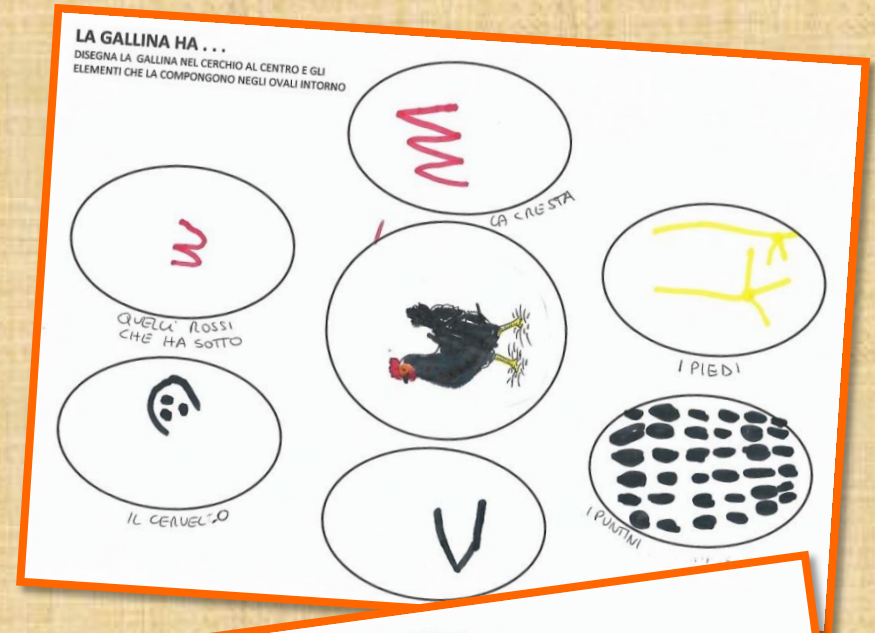 LA GALLINA HA . . .
DISEGNA LA GALLINA NEL CERCHIO AL CENTRO E GLI
ELEMENTI CHE LA COMPONGONO NEGLI OVALI INTORNO
LA CRESTA
QUELLI ROSSI
CHE HA SOTTO
I PIEDI
IL CERVELLO
I PUNTINI